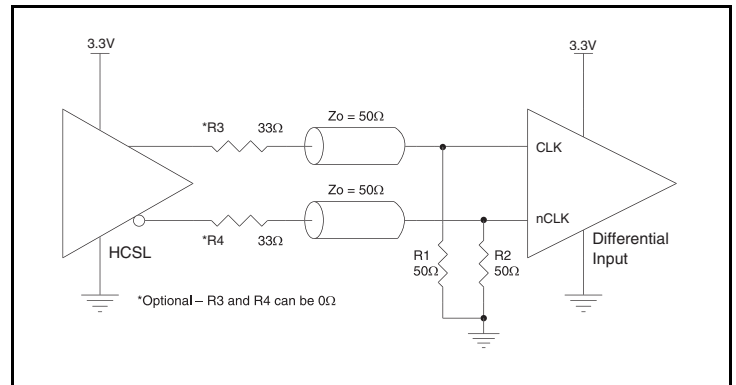 3.3V
3.3V
*R3 33Ω
Zo = 50Ω
CLK
Zo = 50Ω
nCLK
*R4 33Ω
HCSL
R1
50Ω
R2
50Ω
Differential
Input
*Optional – R3 and R4 can be 0Ω